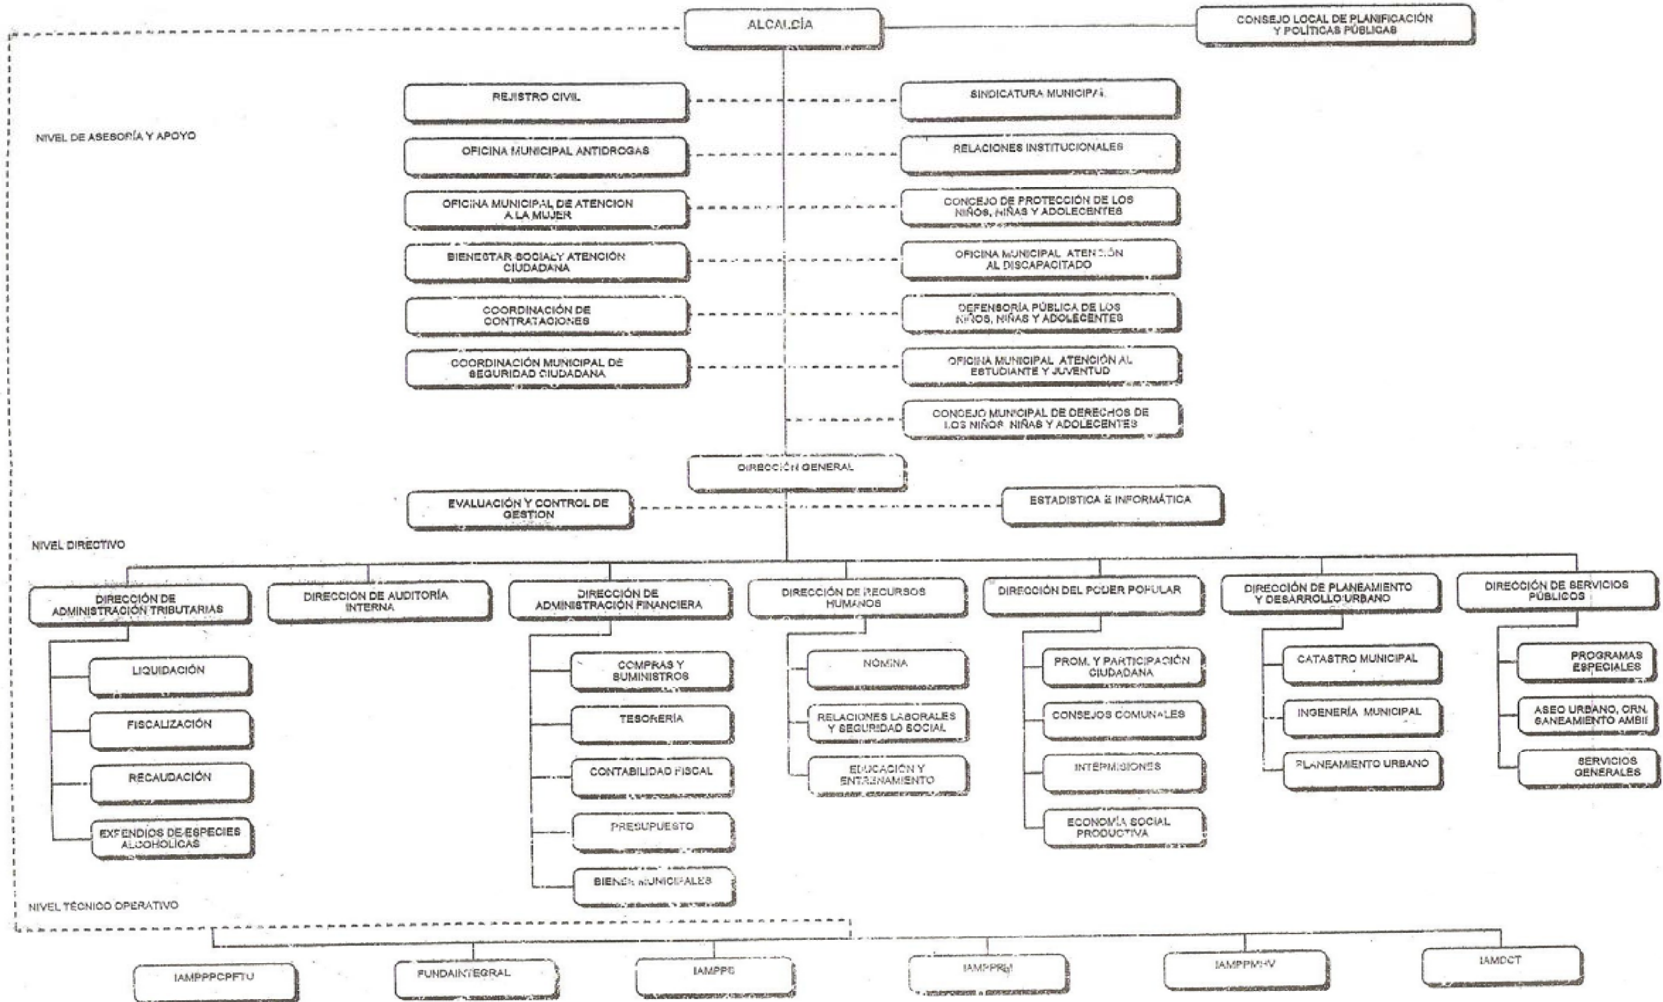 ALCALDÍA
CONSEJO LOCAL DE PLANIFICACIÓN
Y POLÍTICAS PÚBLICAS
REJISTRO CIVIL
SINDICATURA MUNICIPAL
NIVEL DE ASESORÍA Y APOYO
OFICINA MUNICIPAL ANTIDROGAS
RELACIONES INSTITUCIONALES
OFICINA MUNICIPAL DE ATENCION
A LA MUJER
CONCEJO DE PROTECCIÓN DE LOS
NIÑOS, NIÑAS Y ADOLECENTES
BIENESTAR SOCIAL Y ATENCIÓN
CIUDADANA
OFICINA MUNICIPAL ATENCIÓN
AL DISCAPACITADO
COORDINACIÓN DE
CONTRATACIONES
DEFENSORÍA PÚBLICA DE LOS
NIÑOS, NIÑAS Y ADOLECENTES
COORDINACIÓN MUNICIPAL DE
SEGURIDAD CIUDADANA
OFICINA MUNICIPAL ATENCIÓN AL
ESTUDIANTE Y JUVENTUD
CONCEJO MUNICIPAL DE DERECHOS DE
LOS NIÑOS NIÑAS Y ADOLECENTES
DIRECCIÓN GENERAL
EVALUACIÓN Y CONTROL DE
GESTION
ESTADISTICA E INFORMÁTICA
NIVEL DIRECTIVO
DIRECCIÓN DE
ADMINISTRACIÓN TRIBUTARIAS
DIRECCIÓN DE AUDITORÍA
INTERNA
DIRECCIÓN DE
ADMINISTRACIÓN FINANCIERA
DIRECCIÓN DE RECURSOS
HUMANOS
DIRECCIÓN DEL PODER POPULAR
DIRECCIÓN DE PLANEAMIENTO
Y DESARROLLO URBANO
DIRECCIÓN DE SERVICIOS
PÚBLICOS
LIQUIDACIÓN
FISCALIZACIÓN
RECAUDACIÓN
EXPENDIOS DE ESPECIES
ALCOHOLÍCAS
COMPRAS Y
SUMINISTROS
TESORERÍA
CONTABILIDAD FISCAL
PRESUPUESTO
BIENES MUNICIPALES
NÓMINA
RELACIONES LABORALES
Y SEGURIDAD SOCIAL
EDUCACIÓN Y
ENTRENAMIENTO
PROM. Y PARTICIPACIÓN
CIUDADANA
CONSEJOS COMUNALES
INTERMISIONES
ECONOMÍA SOCIAL
PRODUCTIVA
CATASTRO MUNICIPAL
INGENERÍA MUNICIPAL
PLANEAMIENTO URBANO
PROGRAMAS
ESPECIALES
ASEO URBANO, ORN.
SANEAMIENTO AMBII
SERVICIOS
GENERALES
NIVEL TÉCNICO OPERATIVO
IAMPPPCPFTU
FUNDAINTEGRAL
IAMPPMHV
IAMDCT